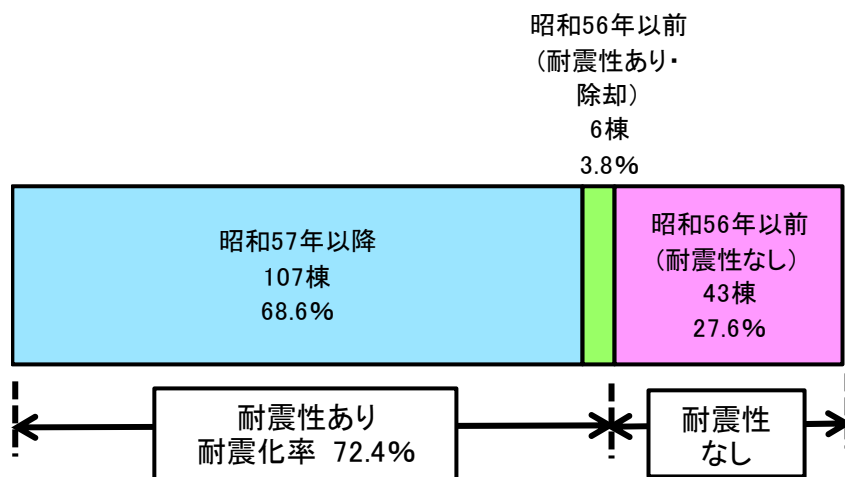 昭和56年以前
(耐震性あり・
除却)
6棟
3.8%
昭和57年以降
107棟
68.6%
昭和56年以前
(耐震性なし)
43棟
27.6%
耐震性あり
耐震化率 72.4%
耐震性
なし